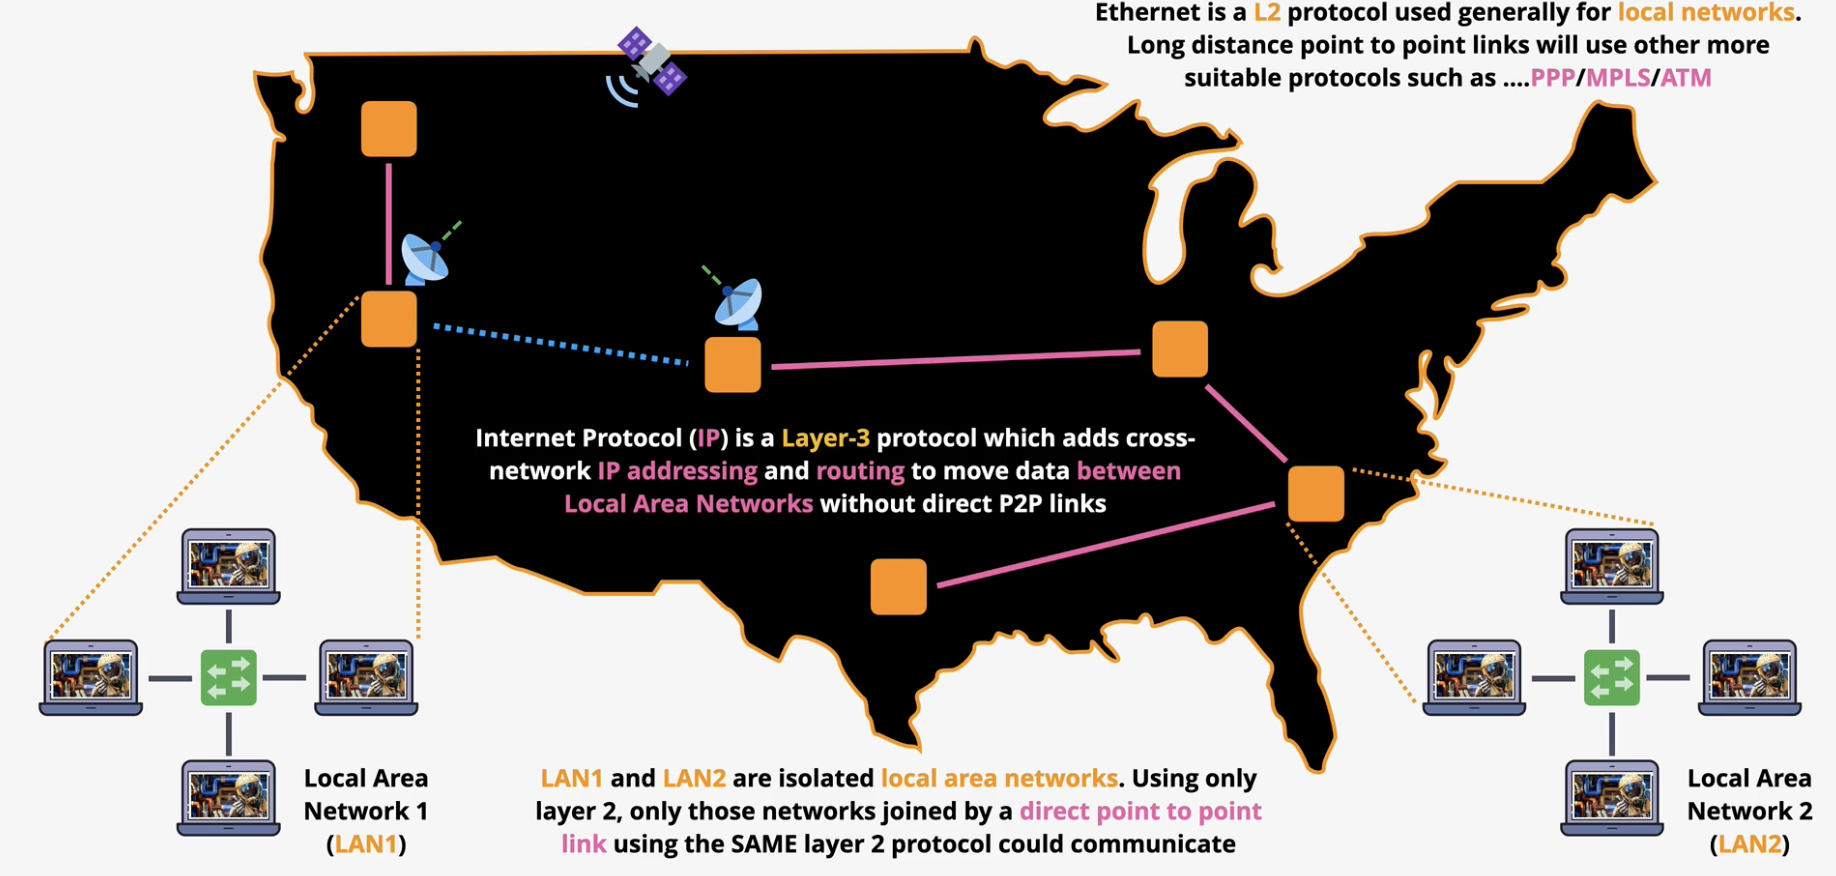 Ethernet is a L2 protocol used generally for local networks.
Long distance point to point links will use other more
suitable protocols such as ....PPP/MPLS/ATM
Internet Protocol (IP) is a Layer-3 protocol which adds cross-
network IP addressing and routing to move data between
Local Area Networks without direct P2P links
Local Area
Network 1
(LAN1)
LAN1 and LAN2 are isolated local area networks. Using only
layer 2, only those networks joined by a direct point to point
link using the SAME layer 2 protocol could communicate
Local Area
Network 2
(LAN2)